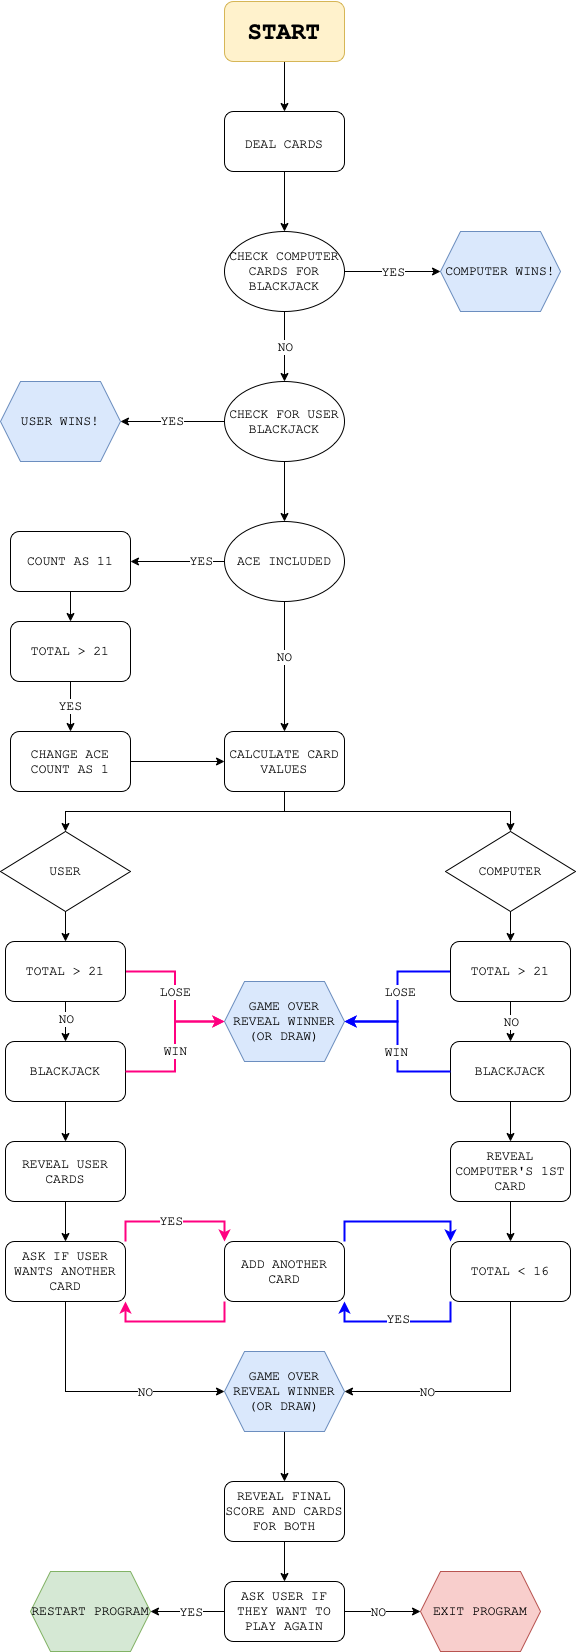 START
DEAL CARDS
CHECK COMPUTER
CARDS FOR
BLACKJACK
YES
COMPUTER WINS!
NO
USER WINS!
YES
CHECK FOR USER
BLACKJACK
COUNT AS 11
YES
ACE INCLUDED
TOTAL > 21
NO
YES
CHANGE ACE
COUNT AS 1
CALCULATE CARD
VALUES
USER
COMPUTER
TOTAL > 21
LOSE
GAME OVER
REVEAL WINNER
(OR DRAW)
LOSE
TOTAL > 21
NO
NO
WIN
WIN
BLACKJACK
BLACKJACK
REVEAL USER
CARDS
REVEAL
COMPUTER'S 1ST
CARD
YES
ASK IF USER
WANTS ANOTHER
CARD
ADD ANOTHER
CARD
TOTAL < 16
YES
GAME OVER
REVEAL WINNER
(OR DRAW)
NO
NO
REVEAL FINAL
SCORE AND CARDS
FOR BOTH
RESTART PROGRAM
YES
ASK USER IF
THEY WANT TO
PLAY AGAIN
NO
EXIT PROGRAM